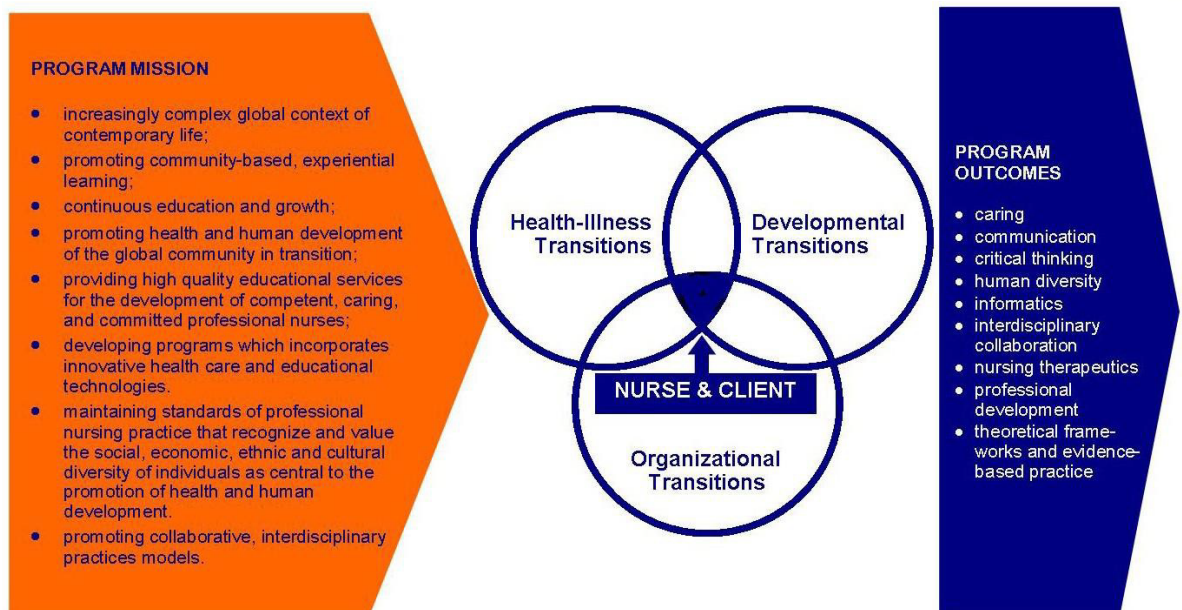 PROGRAM MISSION
• increasingly complex global context of
contemporary life;
• promoting community-based, experiential
learning;
• continuous education and growth;
• promoting health and human development
of the global community in transition;
• providing high quality educational services
for the development of competent, caring,
and committed professional nurses;
• developing programs which incorporates
innovative health care and educational
technologies.
• maintaining standards of professional
nursing practice that recognize and value
the social, economic, ethnic and cultural
diversity of individuals as central to the
promotion of health and human
development.
• promoting collaborative, interdisciplinary
practices models.
Health-Illness
Transitions
Developmental
Transitions
NURSE & CLIENT
Organizational
Transitions
PROGRAM
OUTCOMES
• caring
• communication
• critical thinking
• human diversity
• informatics
• interdisciplinary
collaboration
• nursing therapeutics
• professional
development
• theoretical frame-
works and evidence-
based practice